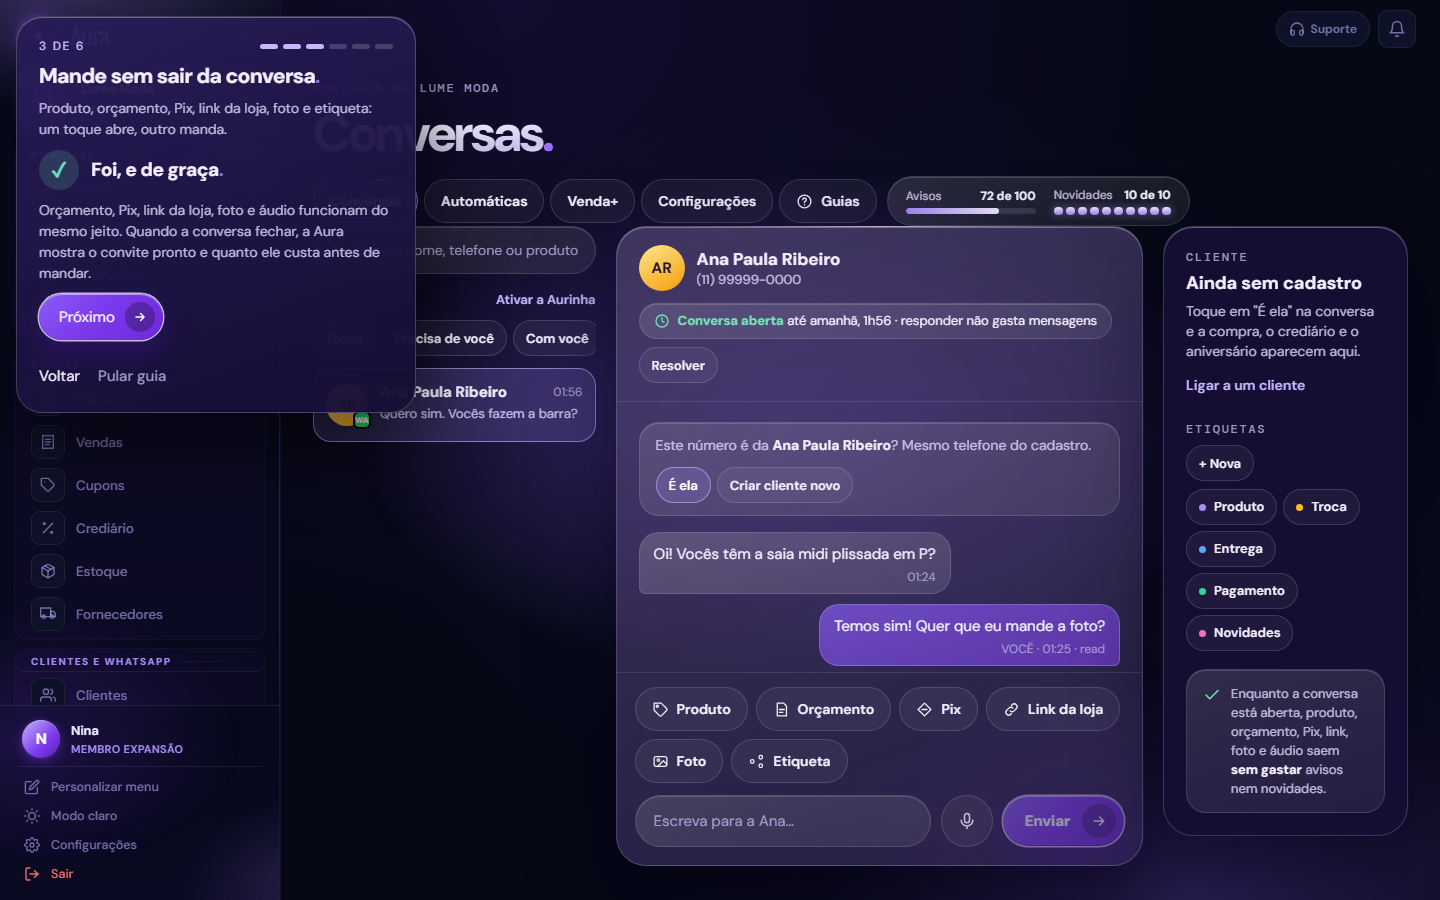 3 DE 6
Mande sem sair da conversa.
Produto, orçamento, Pix, link da loja, foto e etiqueta:
um toque abre, outro manda.
Foi, e de graça.
Orçamento, Pix, link da loja, foto e áudio funcionam do
mesmo jeito. Quando a conversa fechar, a Aura
mostra o convite pronto e quanto ele custa antes de
mandar.
Próximo
Voltar Pular guia
Vendas
Cupons
Crediário
Estoque
Fornecedores
CLIENTES E WHATSAPP
Clientes
N
Nina
MEMBRO EXPANSÃO
Personalizar menu
Modo claro
Configurações
Sair
Suporte
LUME MODA
Conversas.
Automáticas
Venda+
Configurações
Guias
Avisos 72 de 100
Novidades 10 de 10
nome, telefone ou produto
Ativar a Aurinha
Todas
Precisa de você
Com você
Ana Paula Ribeiro 01:56
WA
Quero sim. Vocês fazem a barra?
AR
Ana Paula Ribeiro
(11) 99999-0000
Conversa aberta até amanhã, 1h56 · responder não gasta mensagens
Resolver
Este número é da Ana Paula Ribeiro? Mesmo telefone do cadastro.
É ela
Criar cliente novo
Oi! Vocês têm a saia midi plissada em P?
01:24
Temos sim! Quer que eu mande a foto?
VOCÊ · 01:25 · read
Produto
Orçamento
Pix
Link da loja
Foto
Etiqueta
Escreva para a Ana...
Enviar
CLIENTE
Ainda sem cadastro
Toque em "É ela" na conversa
e a compra, o crediário e o
aniversário aparecem aqui.
Ligar a um cliente
ETIQUETAS
+ Nova
Produto
Troca
Entrega
Pagamento
Novidades
Enquanto a conversa
está aberta, produto,
orçamento, Pix, link,
foto e áudio saem
sem gastar avisos
nem novidades.